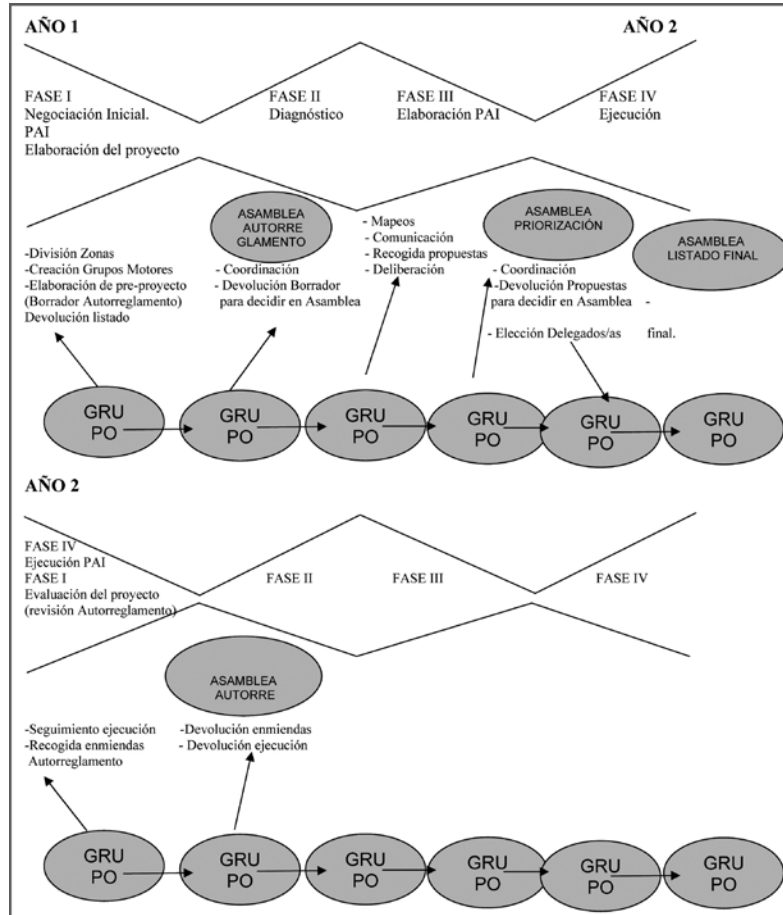 AÑO 1
AÑO 2
FASE I
Negociación Inicial.
PAI
Elaboración del proyecto
FASE II
Diagnóstico
FASE III
Elaboración PAI
FASE IV
Ejecución
-División Zonas
-Creación Grupos Motores
-Elaboración de pre-proyecto
(Borrador Autorreglamento)
Devolución listado
ASAMBLEA
AUTORRE
GLAMENTO
- Coordinación
- Devolución Borrador
para decidir en Asamblea
- Mapeos
- Comunicación
- Recogida propuestas
- Deliberación
ASAMBLEA
PRIORIZACIÓN
- Coordinación
-Devolución Propuestas
para decidir en Asamblea
- Elección Delegados/as
ASAMBLEA
LISTADO FINAL
-
final.
GRU
PO
GRU
PO
GRU
PO
GRU
PO
GRU
PO
GRU
PO
AÑO 2
FASE IV
Ejecución PAI
FASE I
Evaluación del proyecto
(revisión Autorreglamento)
FASE II
FASE III
FASE IV
ASAMBLEA
AUTORRE
-Seguimiento ejecución
-Recogida enmiendas
Autorreglamento
-Devolución enmiendas
- Devolución ejecución
GRU
PO
GRU
PO
GRU
PO
GRU
PO
GRU
PO
GRU
PO